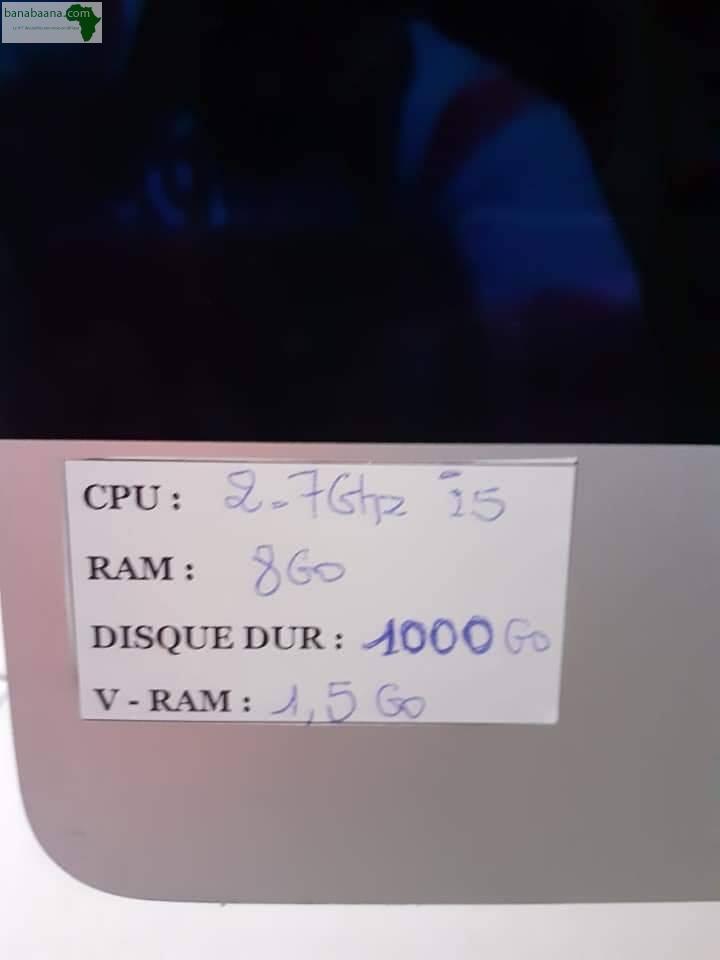 banabaana.com
CPU : 2.7Ghz i5
RAM : 8Go
DISQUE DUR : 1000 Go
V - RAM : 1,5 Go